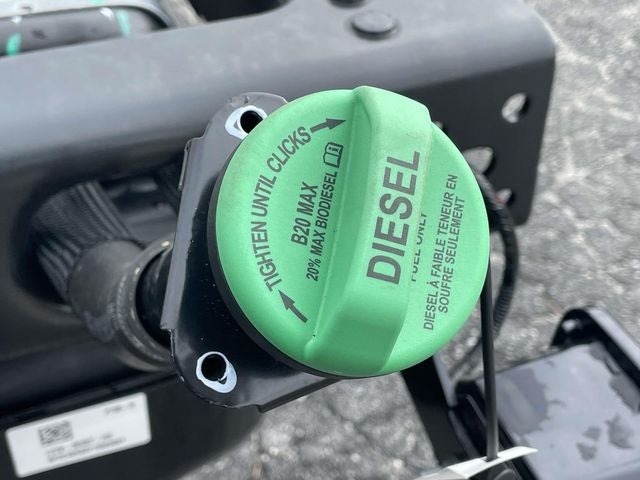 TIGHTEN UNTIL CLICKS
B20 MAX
20% MAX BIODIESEL
DIESEL
FUEL ONLY
DIESEL À FAIBLE TENEUR EN
SOUFRE SEULEMENT